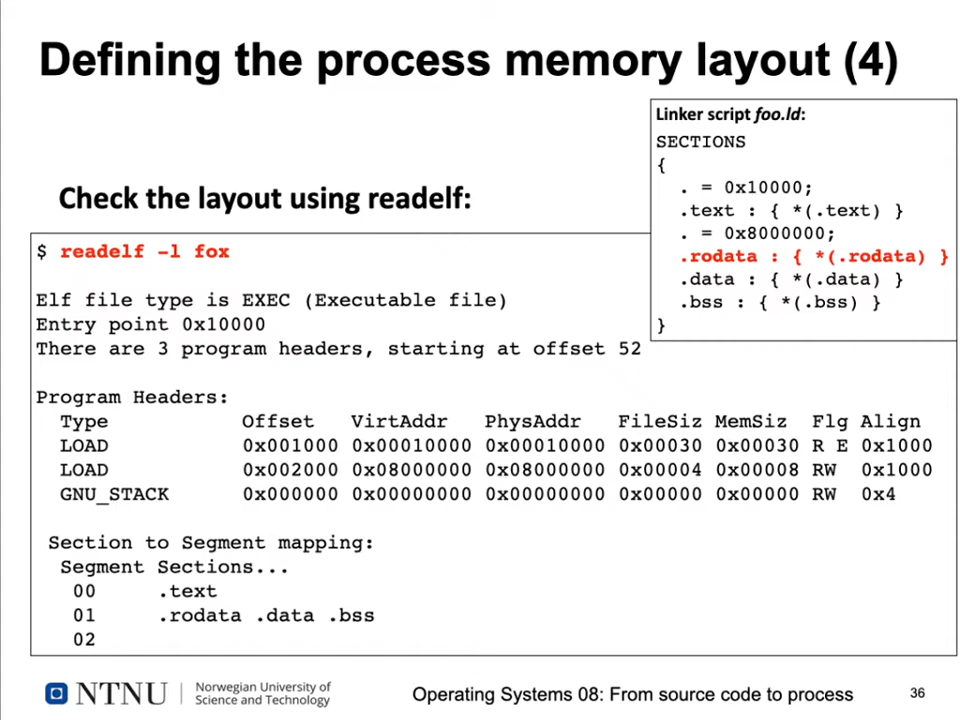 Defining the process memory layout (4)
Linker script foo.ld:
SECTIONS
{
. = 0x10000;
.text : { *(.text) }
. = 0x8000000;
.rodata : { *(.rodata) }
.data : { *(.data) }
.bss : { *(.bss) }
}
Check the layout using readelf:
$ readelf -l fox
Elf file type is EXEC (Executable file)
Entry point 0x10000
There are 3 program headers, starting at offset 52
Program Headers:
Type Offset VirtAddr PhysAddr FileSiz MemSiz Flg Align
LOAD 0x001000 0x00010000 0x00010000 0x00030 0x00030 R E 0x1000
LOAD 0x002000 0x08000000 0x08000000 0x00004 0x00008 RW 0x1000
GNU_STACK 0x000000 0x00000000 0x00000000 0x00000 0x00000 RW 0x4
Section to Segment mapping:
Segment Sections...
00 .text
01 .rodata .data .bss
02
NTNU
Norwegian University of
Science and Technology
Operating Systems 08: From source code to process
36